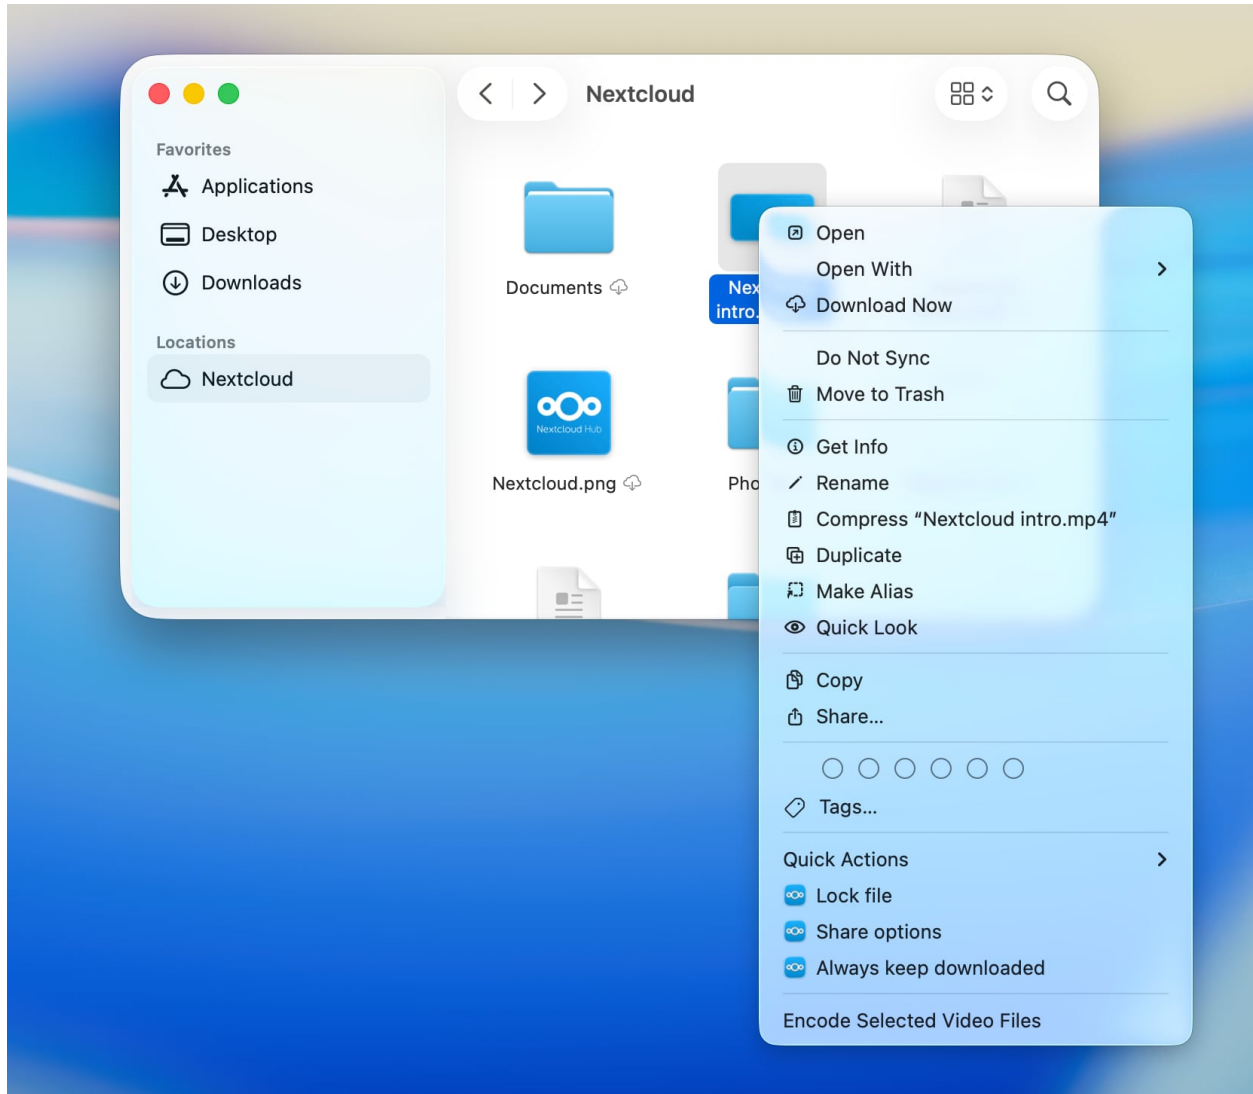 Nextcloud
Favorites
Applications
Desktop
Downloads
Locations
Nextcloud
Documents
intro.
Nextcloud Hub
Nextcloud.png
Open
Open With
Download Now
Do Not Sync
Move to Trash
Get Info
Rename
Compress “Nextcloud intro.mp4”
Duplicate
Make Alias
Quick Look
Copy
Share...
Tags...
Quick Actions
Lock file
Share options
Always keep downloaded
Encode Selected Video Files